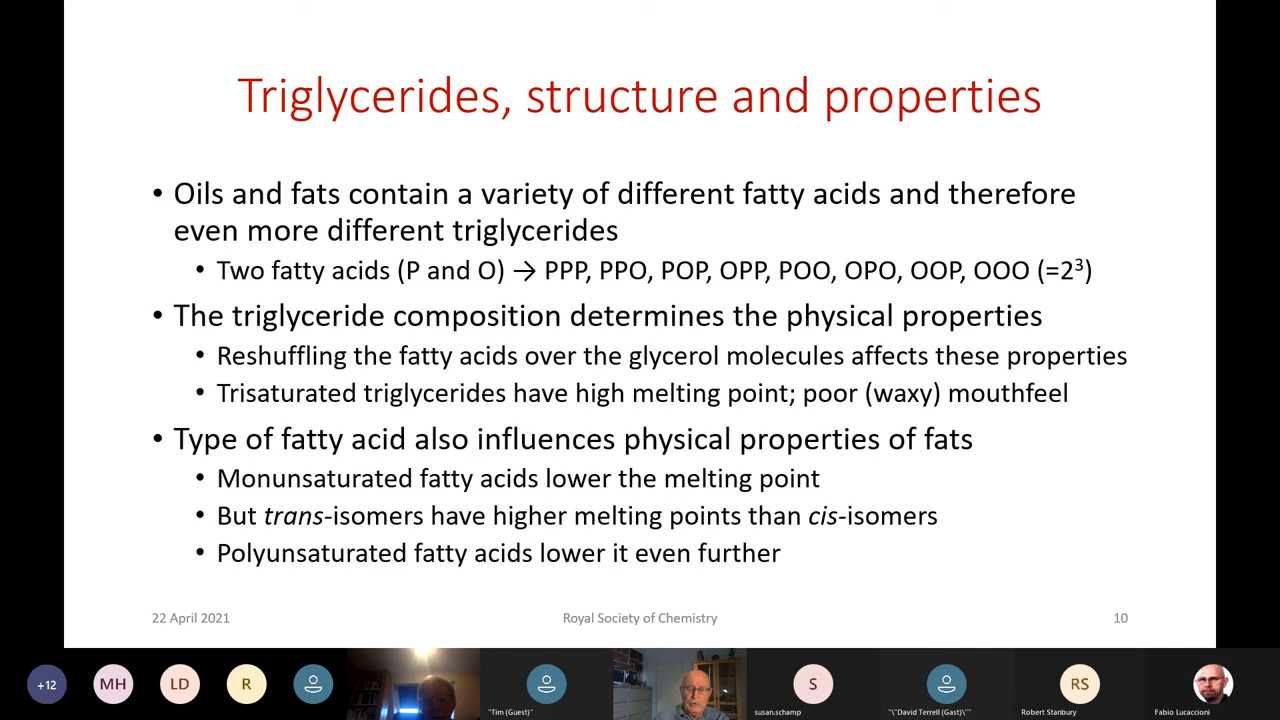 Triglycerides, structure and properties
• Oils and fats contain a variety of different fatty acids and therefore
even more different triglycerides
• Two fatty acids (P and O) → PPP, PPO, POP, OPP, POO, OPO, OOP, OOO (=2³)
• The triglyceride composition determines the physical properties
• Reshuffling the fatty acids over the glycerol molecules affects these properties
• Trisaturated triglycerides have high melting point; poor (waxy) mouthfeel
• Type of fatty acid also influences physical properties of fats
• Monunsaturated fatty acids lower the melting point
• But trans-isomers have higher melting points than cis-isomers
• Polyunsaturated fatty acids lower it even further
22 April 2021 Royal Society of Chemistry 10
+12 MH LD R S RS
"Tim (Guest)" susan.schamp "\"David Terrell (Gast)\"" Robert Stanbury Fabio Lucaccioni